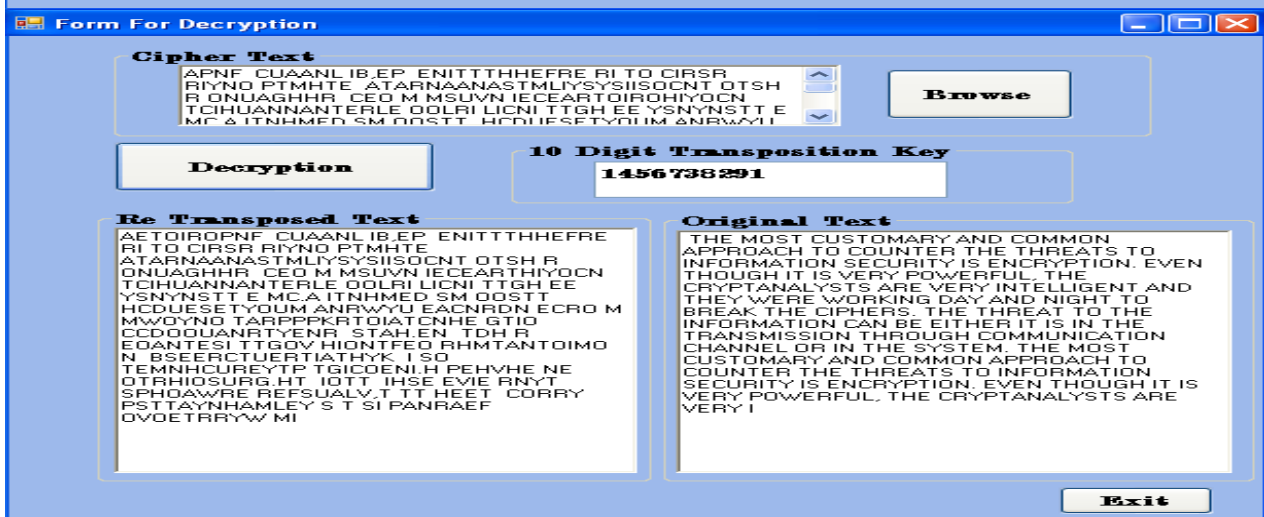 Form For Decryption
Cipher Text
APNF CUAANL IB,EP ENITTTHHEFRE RI TO CIRSR
RIYNO PTMHTE ATARNAANASTMLIYSYSIISOCNT OTSH
R ONUAGHHR CEO M MSUVN IECEARTOIROHIYOCN
TCIHUANNANTERLE OOLRI LICNI TTGH EE YSNYNSTT E
MC.A ITNHMED SM OOSTT HCDUESETYOUM ANRWYU
Browse
Decryption
10 Digit Transposition Key
1456738291
Re Transposed Text
AETOIROPNF CUAANL IB,EP ENITTTHHEFRE
RI TO CIRSR RIYNO PTMHTE
ATARNAANASTMLIYSYSIISOCNT OTSH R
ONUAGHHR CEO M MSUVN IECEARTHIYOCN
TCIHUANNANTERLE OOLRI LICNI TTGH EE
YSNYNSTT E MC.A ITNHMED SM OOSTT
HCDUESETYOUM ANRWYU EACNRDN ECRO M
MWOYNO TARPPPKRTOIATCNHE GTIO
CCDOOUANRTYENR STAH,EN TDH R
EOANTESI TTGOV HIONTFEO RHMTANTOIMO
N BSEERCTUERTIATHYK I SO
TEMNHCUREYTP TGICOENI.H PEHVHE NE
OTRHIOSURG.HT IOTT IHSE EVIE RNYT
SPHOAWRE REFSUALV,T TT HEET CORRY
PSTTAYNHAMLEY S T SI PANRAEF
OVOETRRYW MI
Original Text
THE MOST CUSTOMARY AND COMMON
APPROACH TO COUNTER THE THREATS TO
INFORMATION SECURITY IS ENCRYPTION. EVEN
THOUGH IT IS VERY POWERFUL, THE
CRYPTANALYSTS ARE VERY INTELLIGENT AND
THEY WERE WORKING DAY AND NIGHT TO
BREAK THE CIPHERS. THE THREAT TO THE
INFORMATION CAN BE EITHER IT IS IN THE
TRANSMISSION THROUGH COMMUNICATION
CHANNEL OR IN THE SYSTEM. THE MOST
CUSTOMARY AND COMMON APPROACH TO
COUNTER THE THREATS TO INFORMATION
SECURITY IS ENCRYPTION. EVEN THOUGH IT IS
VERY POWERFUL, THE CRYPTANALYSTS ARE
VERY I
Exit